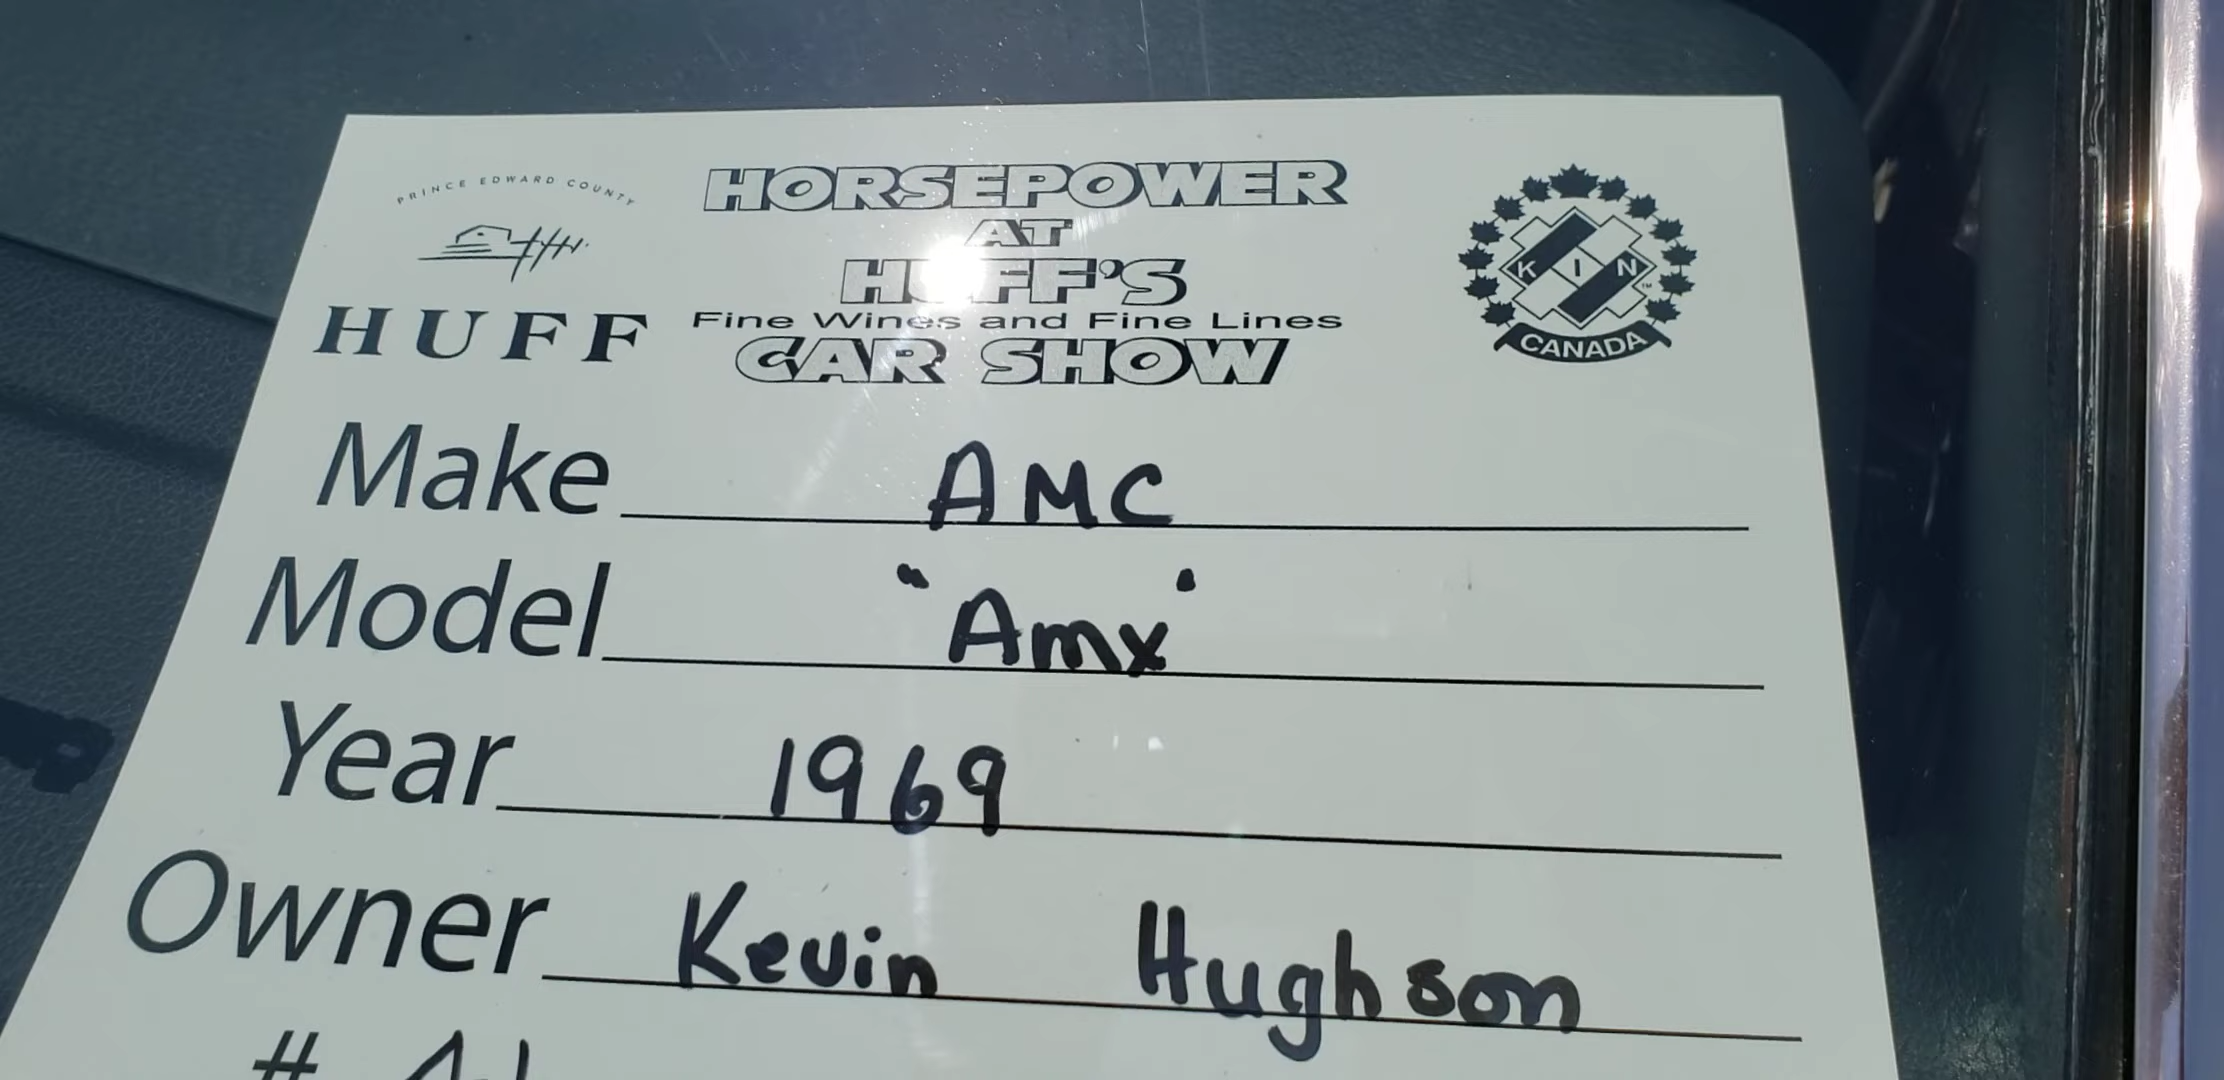 PRINCE EDWARD COUNTY
HUFF
HORSEPOWER
AT
HUFF'S
Fine Wines and Fine Lines
CAR SHOW
K I N ™
CANADA
Make AMC
Model "Amx"
Year 1969
Owner Kevin Hughson
#